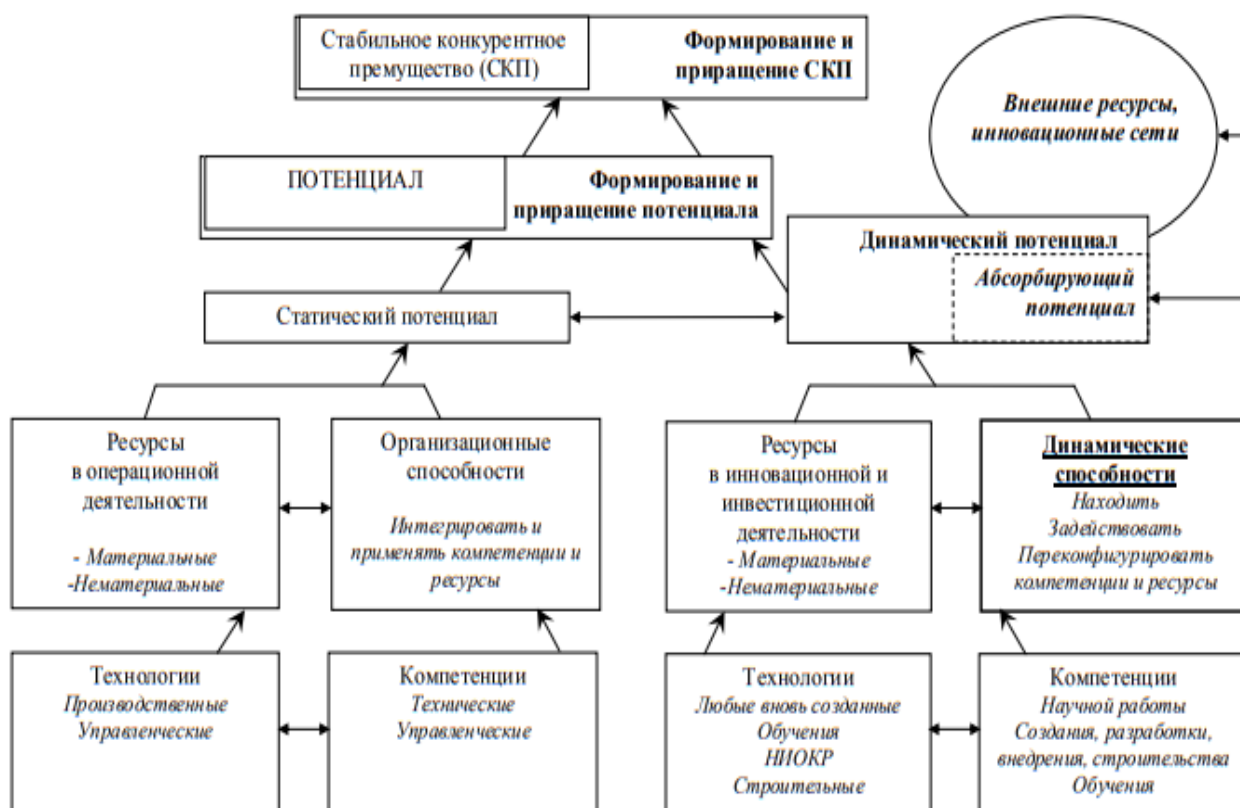 Стабильное конкурентное
премущество (СКП)
Формирование и
приращение СКП
Внешние ресурсы,
инновационные сети
ПОТЕНЦИАЛ
Формирование и
приращение потенциала
Динамический потенциал
Абсорбирующий
потенциал
Статический потенциал
Ресурсы
в операционной
деятельности
- Материальные
-Нематериальные
Организационные
способности
Интегрировать и
применять компетенции и
ресурсы
Ресурсы
в инновационной и
инвестиционной
деятельности
- Материальные
-Нематериальные
Динамические
способности
Находить
Задействовать
Переконфигурировать
компетенции и ресурсы
Технологии
Производственные
Управленческие
Компетенции
Технические
Управленческие
Технологии
Любые вновь созданные
Обучения
НИОКР
Строительные
Компетенции
Научной работы
Создания, разработки,
внедрения, строительства
Обучения